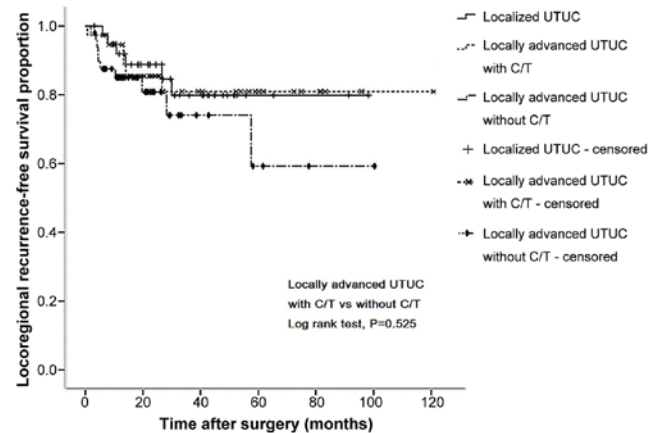 Locoregional recurrence-free survival proportion
1.0
0.8
0.6
0.4
0.2
0.0
0 20 40 60 80 100 120
Time after surgery (months)
Locally advanced UTUC
with C/T vs without C/T
Log rank test, P=0.525
Localized UTUC
Locally advanced UTUC
with C/T
Locally advanced UTUC
without C/T
Localized UTUC - censored
Locally advanced UTUC
with C/T - censored
Locally advanced UTUC
without C/T - censored